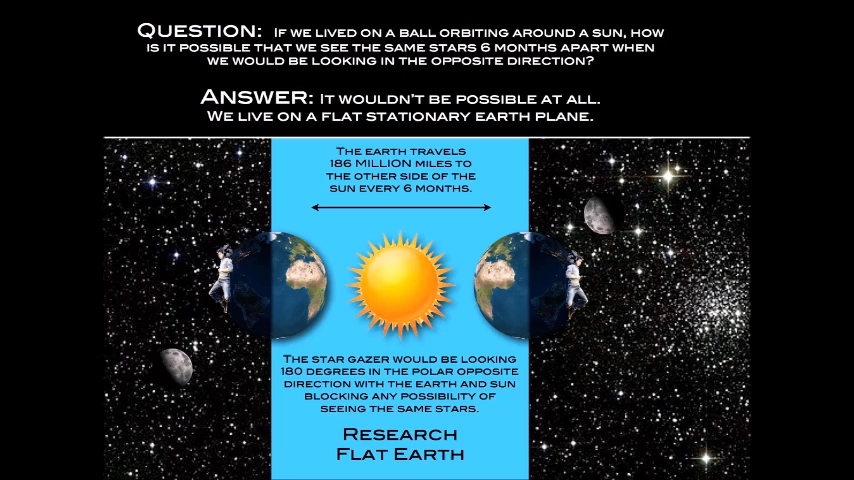 QUESTION: IF WE LIVED ON A BALL ORBITING AROUND A SUN, HOW
IS IT POSSIBLE THAT WE SEE THE SAME STARS 6 MONTHS APART WHEN
WE WOULD BE LOOKING IN THE OPPOSITE DIRECTION?
ANSWER: IT WOULDN'T BE POSSIBLE AT ALL.
WE LIVE ON A FLAT STATIONARY EARTH PLANE.
THE EARTH TRAVELS
186 MILLION MILES TO
THE OTHER SIDE OF THE
SUN EVERY 6 MONTHS.
THE STAR GAZER WOULD BE LOOKING
180 DEGREES IN THE POLAR OPPOSITE
DIRECTION WITH THE EARTH AND SUN
BLOCKING ANY POSSIBILITY OF
SEEING THE SAME STARS.
RESEARCH
FLAT EARTH